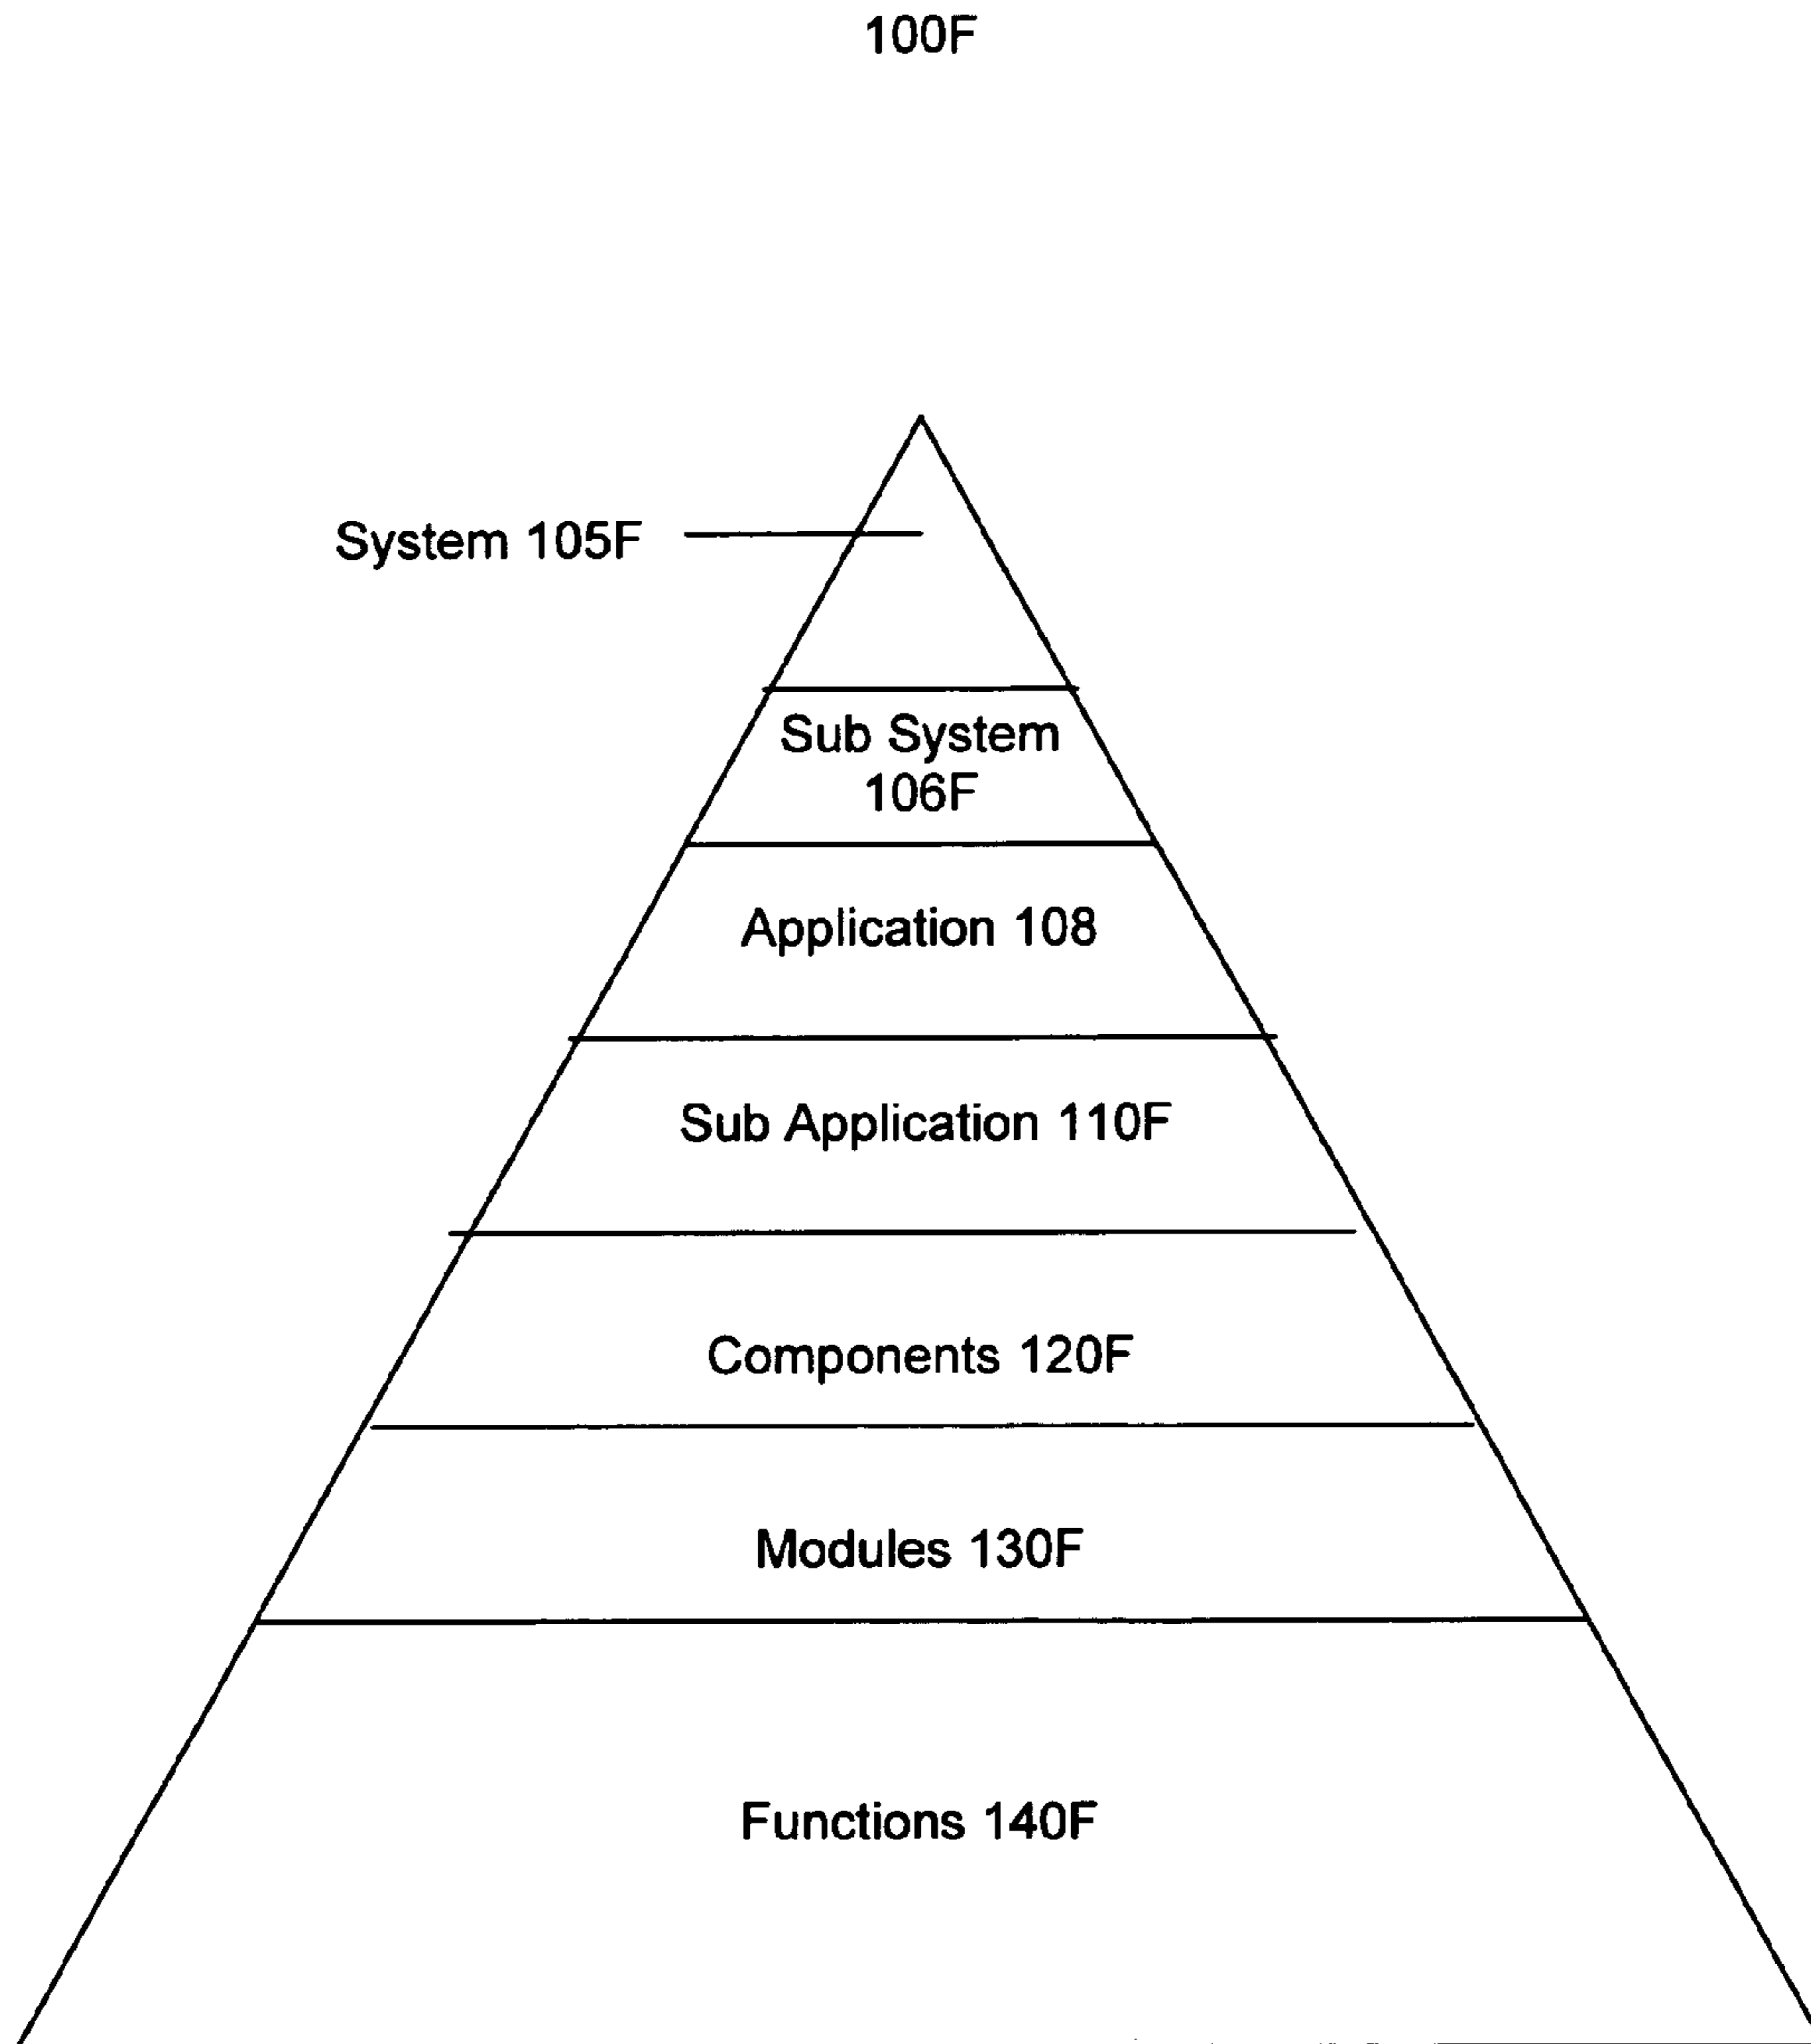 100F
System 105F
Sub System
106F
Application 108
Sub Application 110F
Components 120F
Modules 130F
Functions 140F